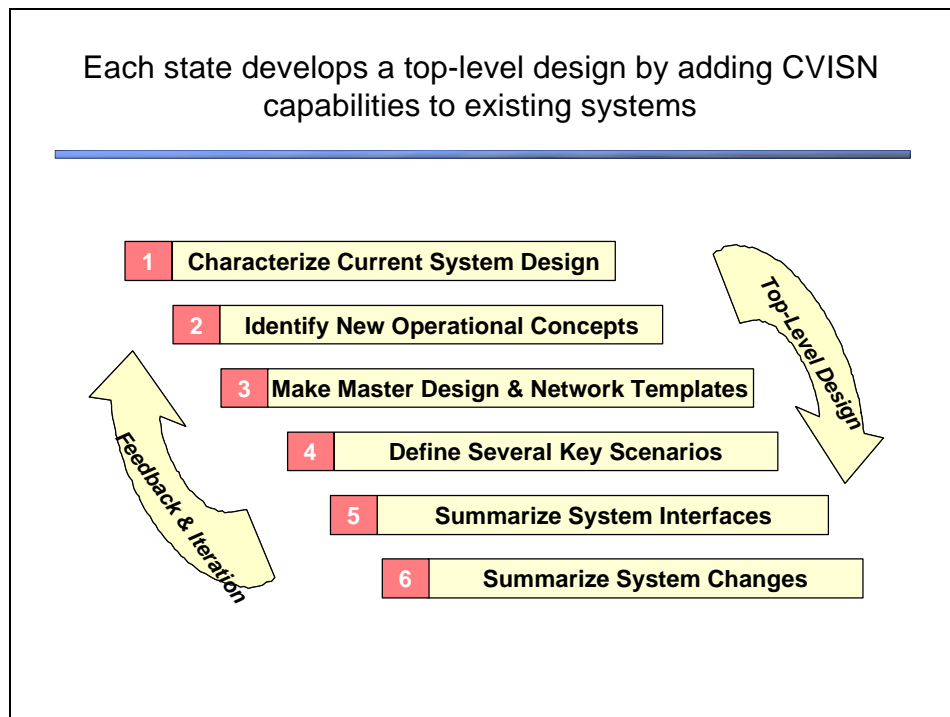 Each state develops a top-level design by adding CVISN
capabilities to existing systems
1 Characterize Current System Design
2 Identify New Operational Concepts
3 Make Master Design & Network Templates
4 Define Several Key Scenarios
5 Summarize System Interfaces
6 Summarize System Changes
Top-Level Design
Feedback & Iteration